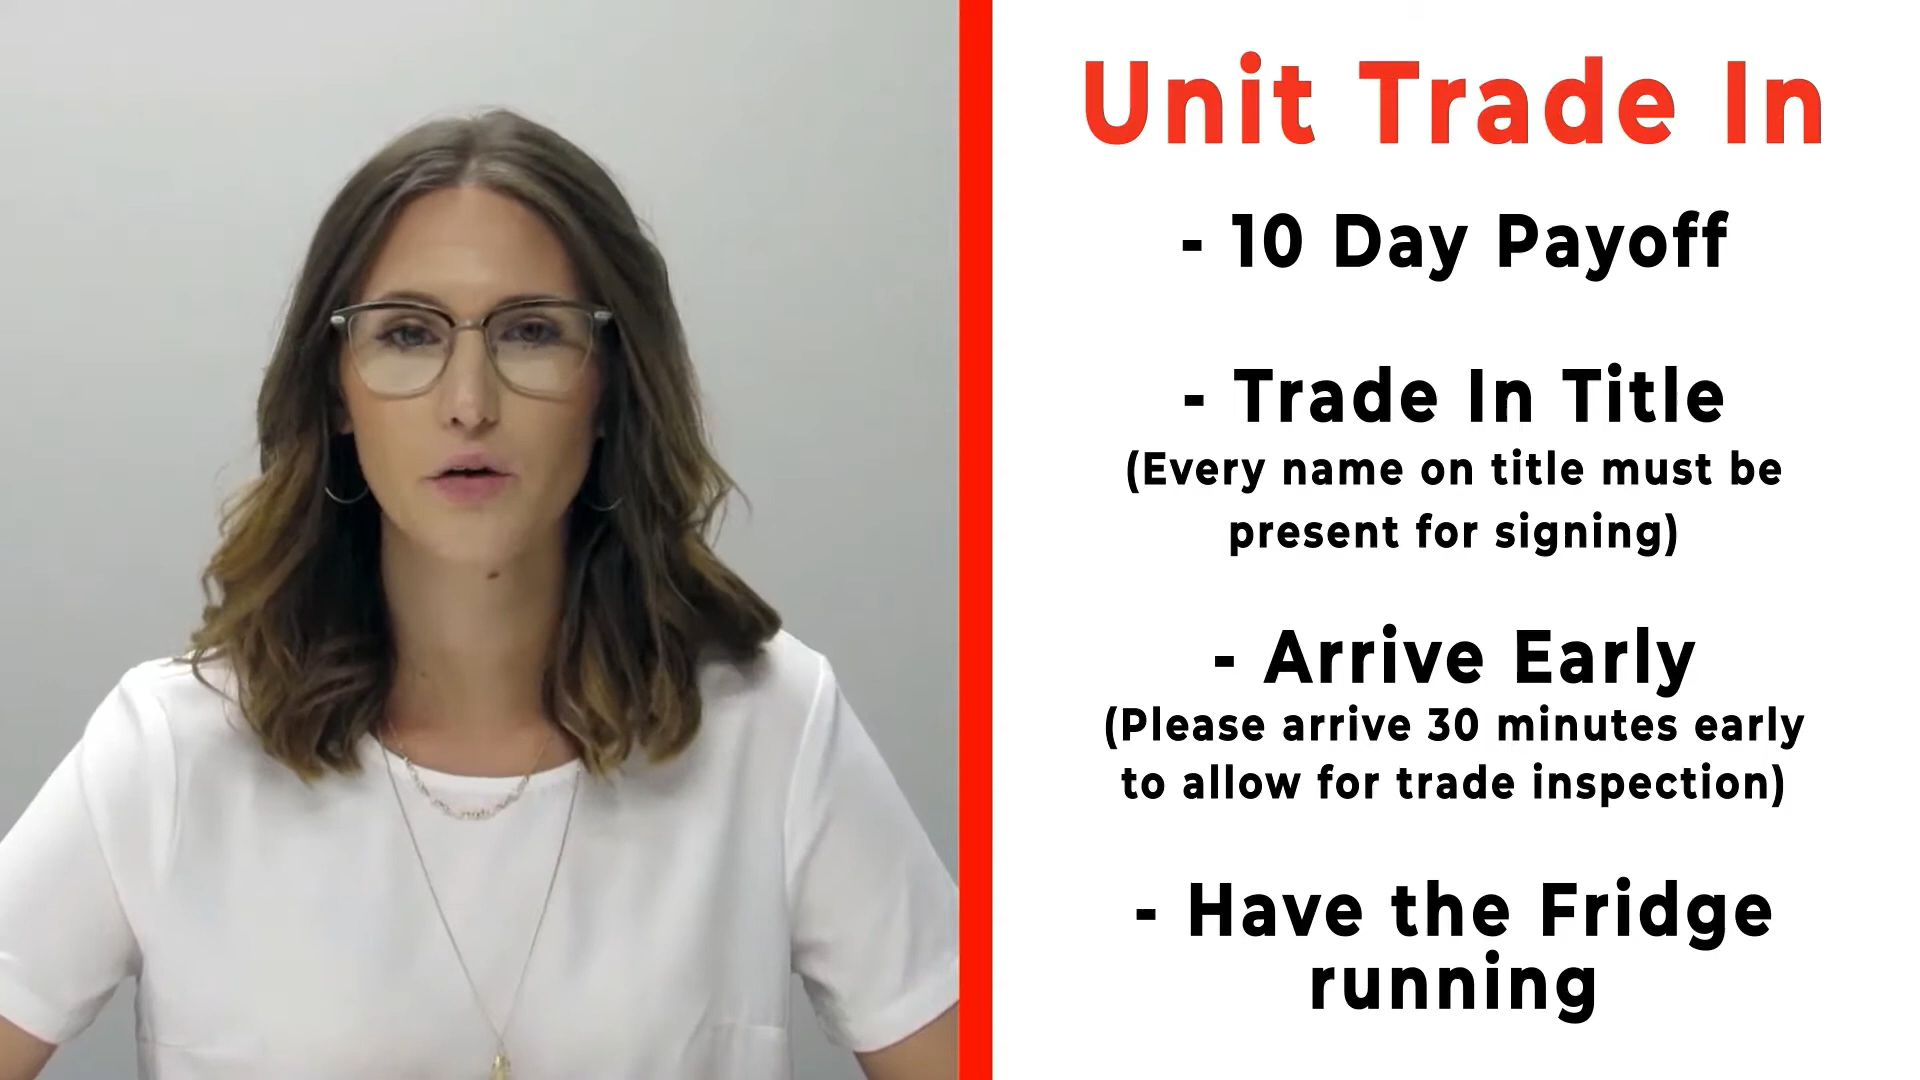 Unit Trade In
- 10 Day Payoff
- Trade In Title
(Every name on title must be
present for signing)
- Arrive Early
(Please arrive 30 minutes early
to allow for trade inspection)
- Have the Fridge
running